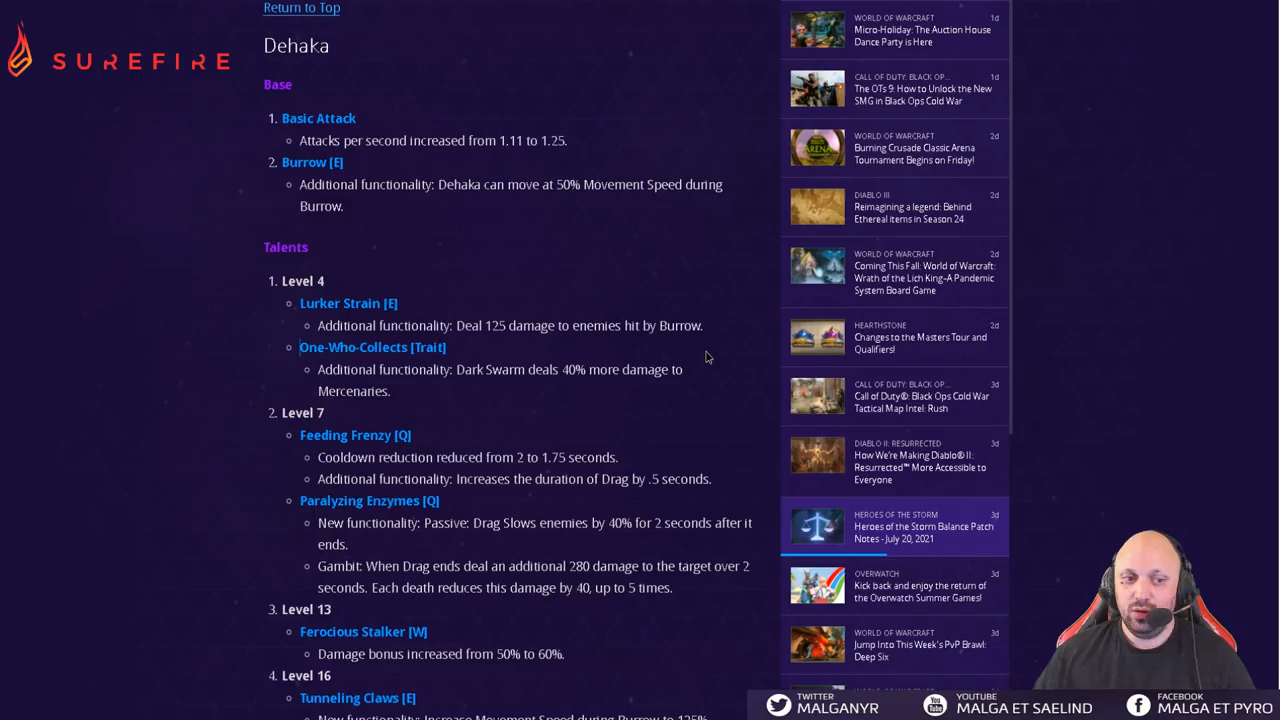 Return to Top
SUREFIRE
Dehaka
Base
1. Basic Attack
Attacks per second increased from 1.11 to 1.25.
2. Burrow [E]
Additional functionality: Dehaka can move at 50% Movement Speed during
Burrow.
Talents
1. Level 4
Lurker Strain [E]
Additional functionality: Deal 125 damage to enemies hit by Burrow.
One-Who-Collects [Trait]
Additional functionality: Dark Swarm deals 40% more damage to
Mercenaries.
2. Level 7
Feeding Frenzy [Q]
Cooldown reduction reduced from 2 to 1.75 seconds.
Additional functionality: Increases the duration of Drag by .5 seconds.
Paralyzing Enzymes [Q]
New functionality: Passive: Drag Slows enemies by 40% for 2 seconds after it
ends.
Gambit: When Drag ends deal an additional 280 damage to the target over 2
seconds. Each death reduces this damage by 40, up to 5 times.
3. Level 13
Ferocious Stalker [W]
Damage bonus increased from 50% to 60%.
4. Level 16
Tunneling Claws [E]
New functionality: Increase Movement Speed during Burrow to 125%
WORLD OF WARCRAFT 1d
Micro-Holiday: The Auction House
Dance Party is Here
CALL OF DUTY: BLACK OP... 1d
The OTs 9: How to Unlock the New
SMG in Black Ops Cold War
WORLD OF WARCRAFT 2d
Burning Crusade Classic Arena
Tournament Begins on Friday!
DIABLO III 2d
Reimagining a legend: Behind
Ethereal items in Season 24
WORLD OF WARCRAFT 2d
Coming This Fall: World of Warcraft:
Wrath of the Lich King–A Pandemic
System Board Game
HEARTHSTONE 2d
Changes to the Masters Tour and
Qualifiers!
CALL OF DUTY: BLACK OP... 3d
Call of Duty®: Black Ops Cold War
Tactical Map Intel: Rush
DIABLO II: RESURRECTED 3d
How We're Making Diablo® II:
Resurrected™ More Accessible to
Everyone
HEROES OF THE STORM 3d
Heroes of the Storm Balance Patch
Notes - July 20, 2021
OVERWATCH 3d
Kick back and enjoy the return of
the Overwatch Summer Games!
WORLD OF WARCRAFT 3d
Jump Into This Week's PvP Brawl:
Deep Six
TWITTER
MALGANYR
YOUTUBE
MALGA ET SAELIND
FACEBOOK
MALGA ET PYRO